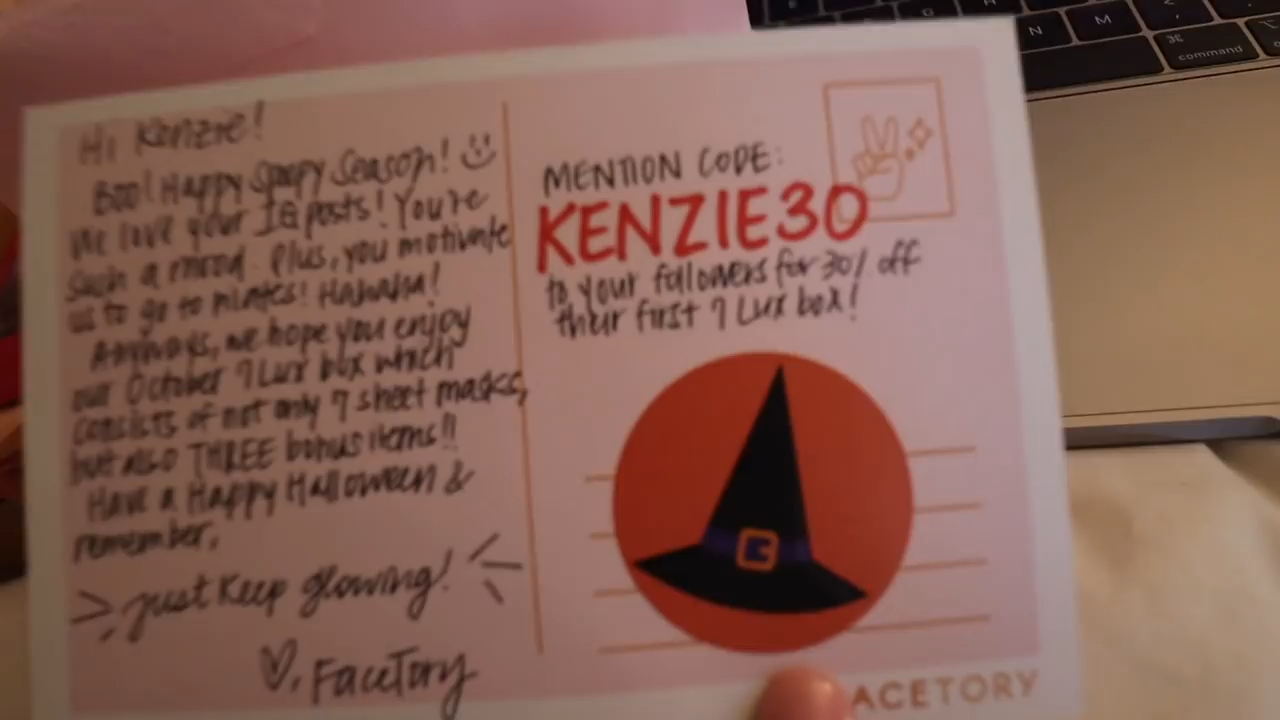 Hi Kenzie!
Boo! Happy Spoopy Season! :)
We love your IG posts! You're
such a mood. Plus, you motivate
us to go to Pilates! Hahaha!
Anyways, we hope you enjoy
our October 7 Lux box which
consists of not only 7 sheet masks,
but also THREE bonus items!!
Have a Happy Halloween &
remember,
just keep glowing!
♡, FaceTory
MENTION CODE:
KENZIE30
to your followers for 30% off
their first 7 Lux box!
ACETORY
N
M
⌘
command